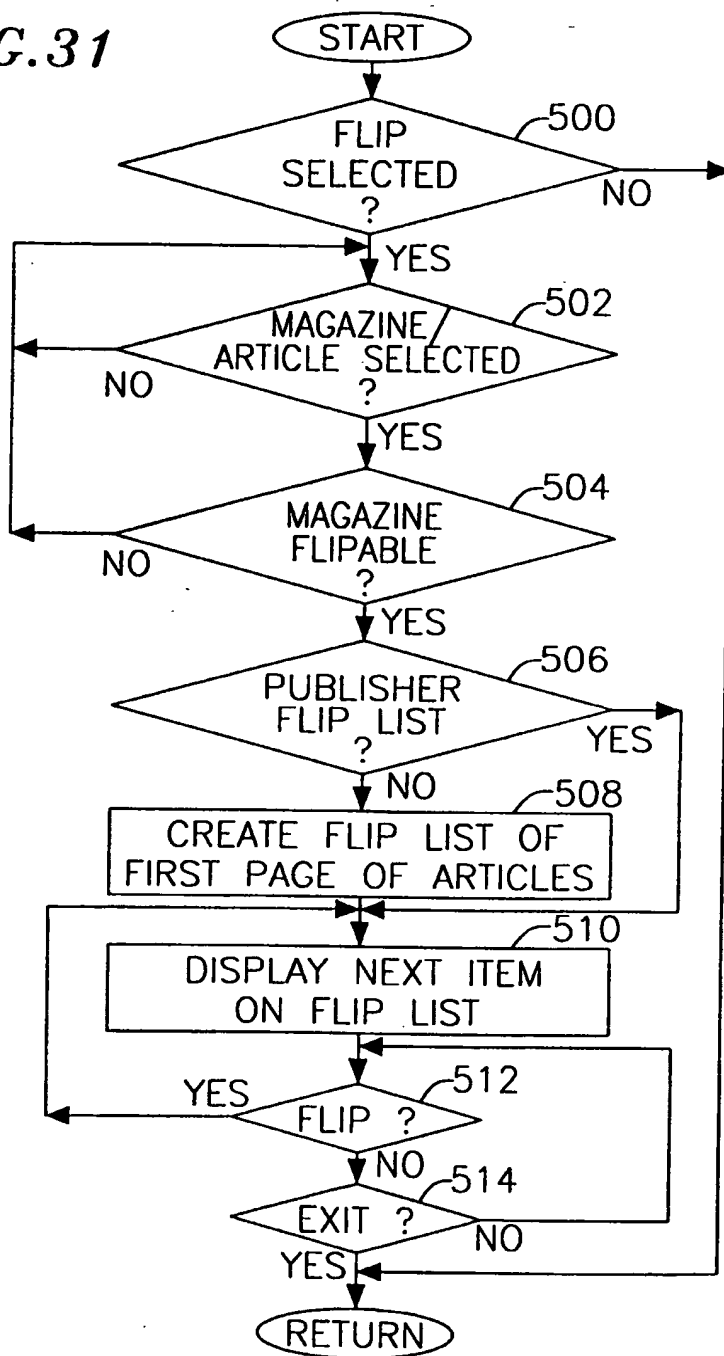 G.31
START
500
FLIP
SELECTED
?
NO
YES
502
MAGAZINE
ARTICLE SELECTED
?
NO
YES
504
MAGAZINE
FLIPABLE
?
NO
YES
506
PUBLISHER
FLIP LIST
?
YES
NO
508
CREATE FLIP LIST OF
FIRST PAGE OF ARTICLES
510
DISPLAY NEXT ITEM
ON FLIP LIST
YES
512
FLIP ?
NO
514
EXIT ?
NO
YES
RETURN